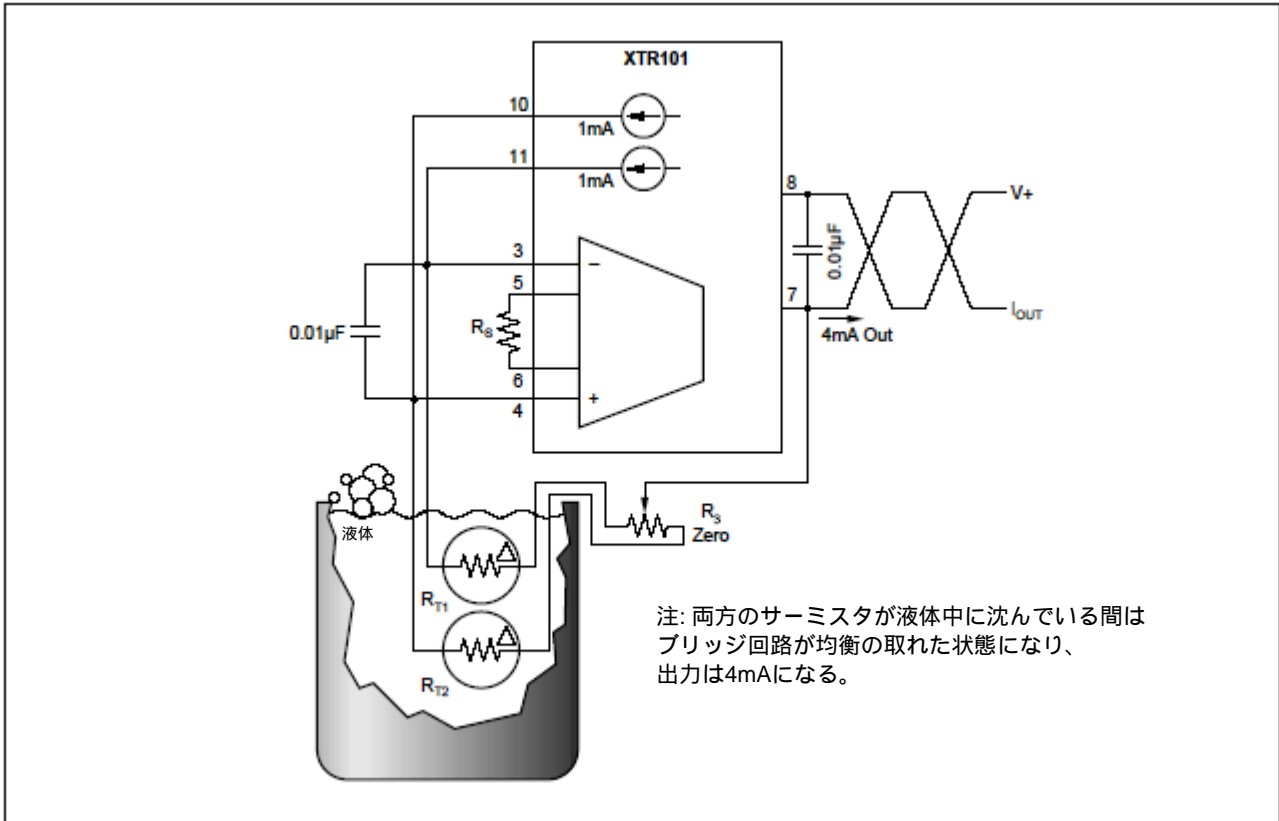 XTR101
10
1mA
11
1mA
8
V+
0.01µF
3
−
5
R_S
0.01µF
6
4
+
7
4mA Out
I_OUT
液体
R_3
Zero
R_T1
R_T2
注: 両方のサーミスタが液体中に沈んでいる間は
ブリッジ回路が均衡の取れた状態になり、
出力は4mAになる。